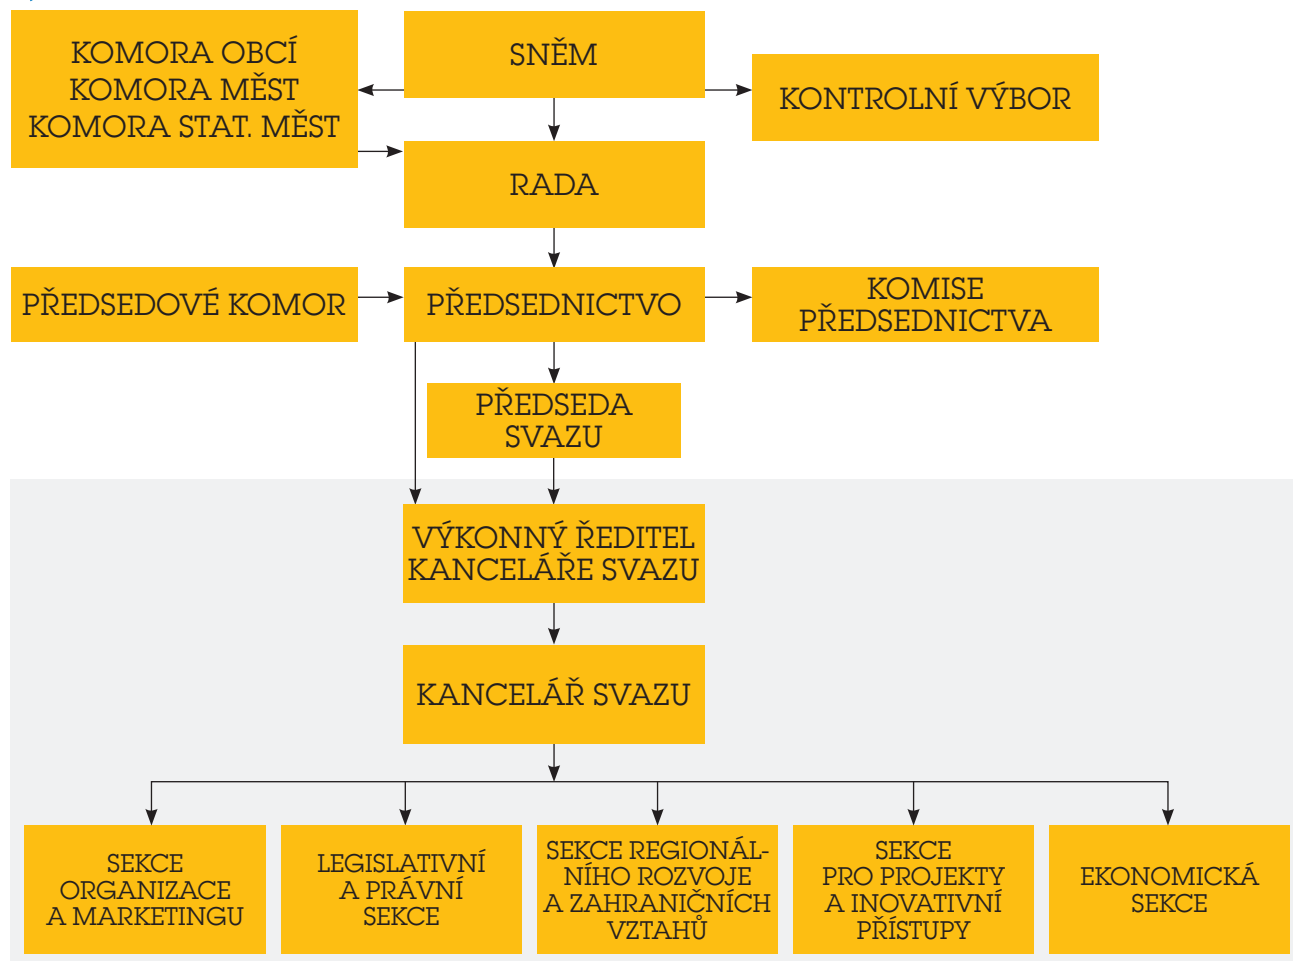 KOMORA OBCÍ
KOMORA MĚST
KOMORA STAT. MĚST
SNĚM
KONTROLNÍ VÝBOR
RADA
PŘEDSEDOVÉ KOMOR
PŘEDSEDNICTVO
KOMISE
PŘEDSEDNICTVA
PŘEDSEDA
SVAZU
VÝKONNÝ ŘEDITEL
KANCELÁŘE SVAZU
KANCELÁŘ SVAZU
SEKCE
ORGANIZACE
A MARKETINGU
LEGISLATIVNÍ
A PRÁVNÍ
SEKCE
SEKCE REGIONÁL-
NÍHO ROZVOJE
A ZAHRANIČNÍCH
VZTAHŮ
SEKCE
PRO PROJEKTY
A INOVATIVNÍ
PŘÍSTUPY
EKONOMICKÁ
SEKCE